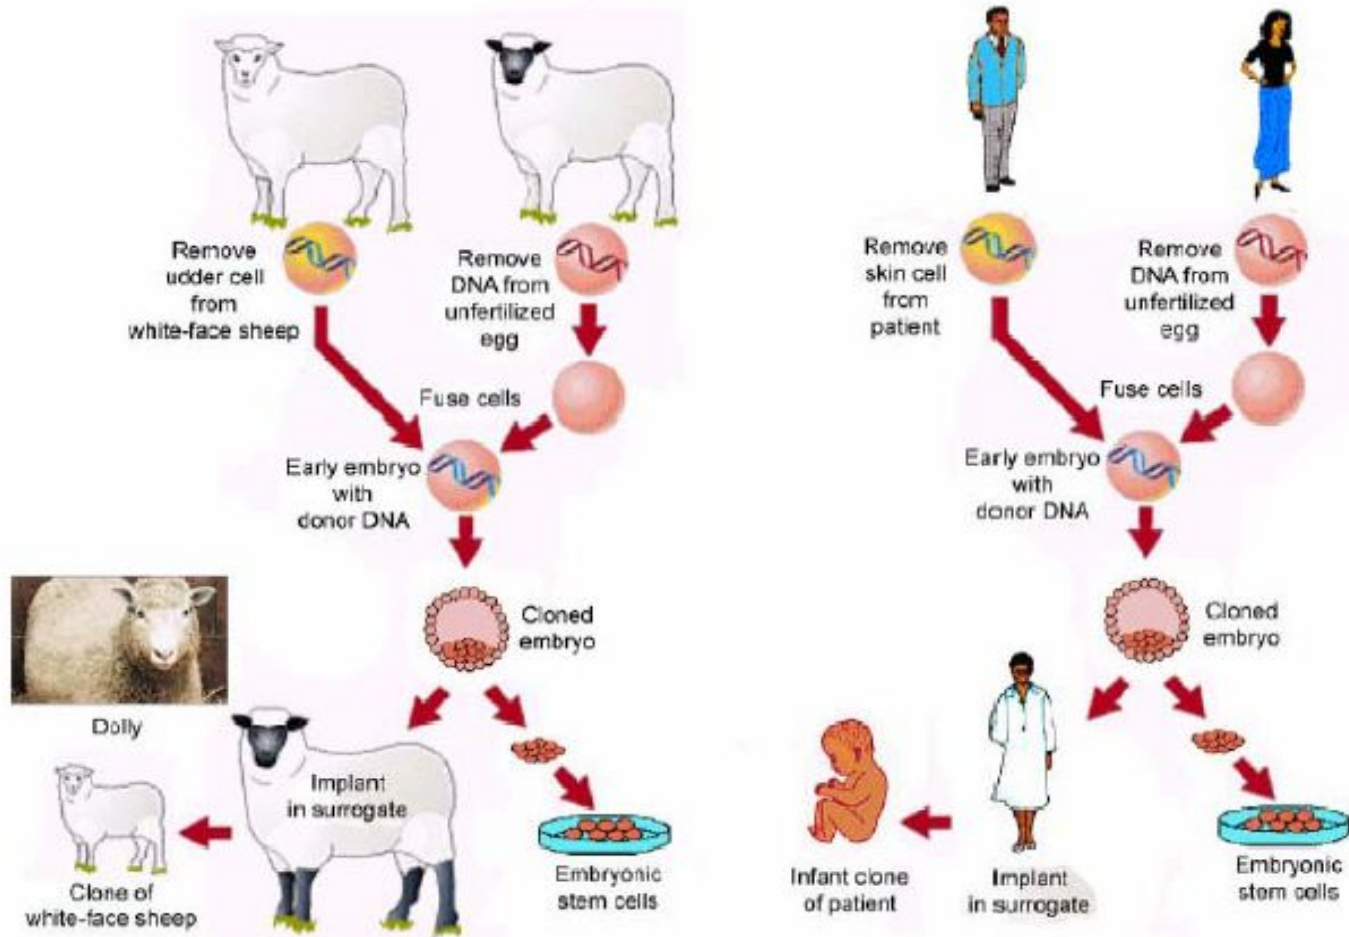 Remove
udder cell
from
white-face sheep
Remove
DNA from
unfertilized
egg
Fuse cells
Early embryo
with
donor DNA
Cloned
embryo
Dolly
Implant
in surrogate
Clone of
white-face sheep
Embryonic
stem cells
Remove
skin cell
from
patient
Remove
DNA from
unfertilized
egg
Fuse cells
Early embryo
with
donor DNA
Cloned
embryo
Infant clone
of patient
Implant
in surrogate
Embryonic
stem cells